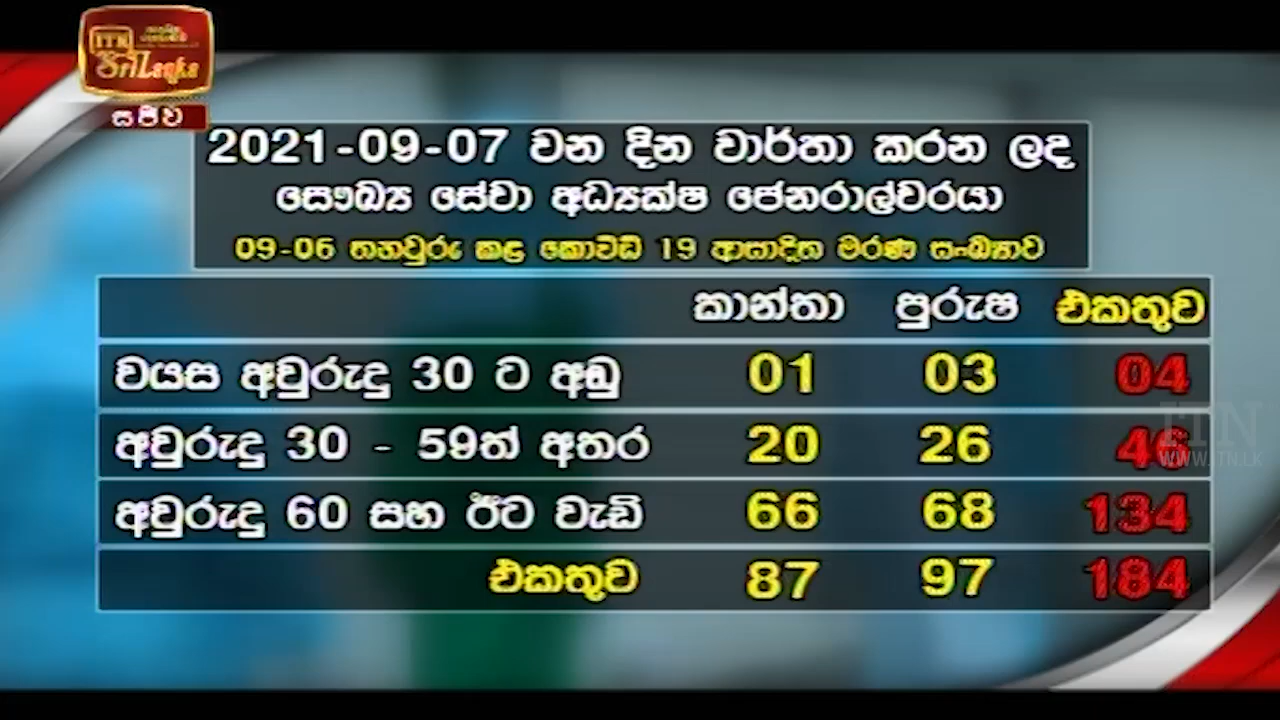 ITN
Sri Lanka
සජීව
2021-09-07 වන දින වාර්තා කරන ලද
සෞඛ්‍ය සේවා අධ්‍යක්ෂ ජෙනරාල්වරයා
09-06 තහවුරු කළ කොවිඩ් 19 ආසාදිත මරණ සංඛ්‍යාව
කාන්තා පුරුෂ එකතුව
වයස අවුරුදු 30 ට අඩු 01 03 04
අවුරුදු 30 - 59ත් අතර 20 26 46
අවුරුදු 60 සහ ඊට වැඩි 66 68 134
එකතුව 87 97 184
ITN
WWW.ITN.LK